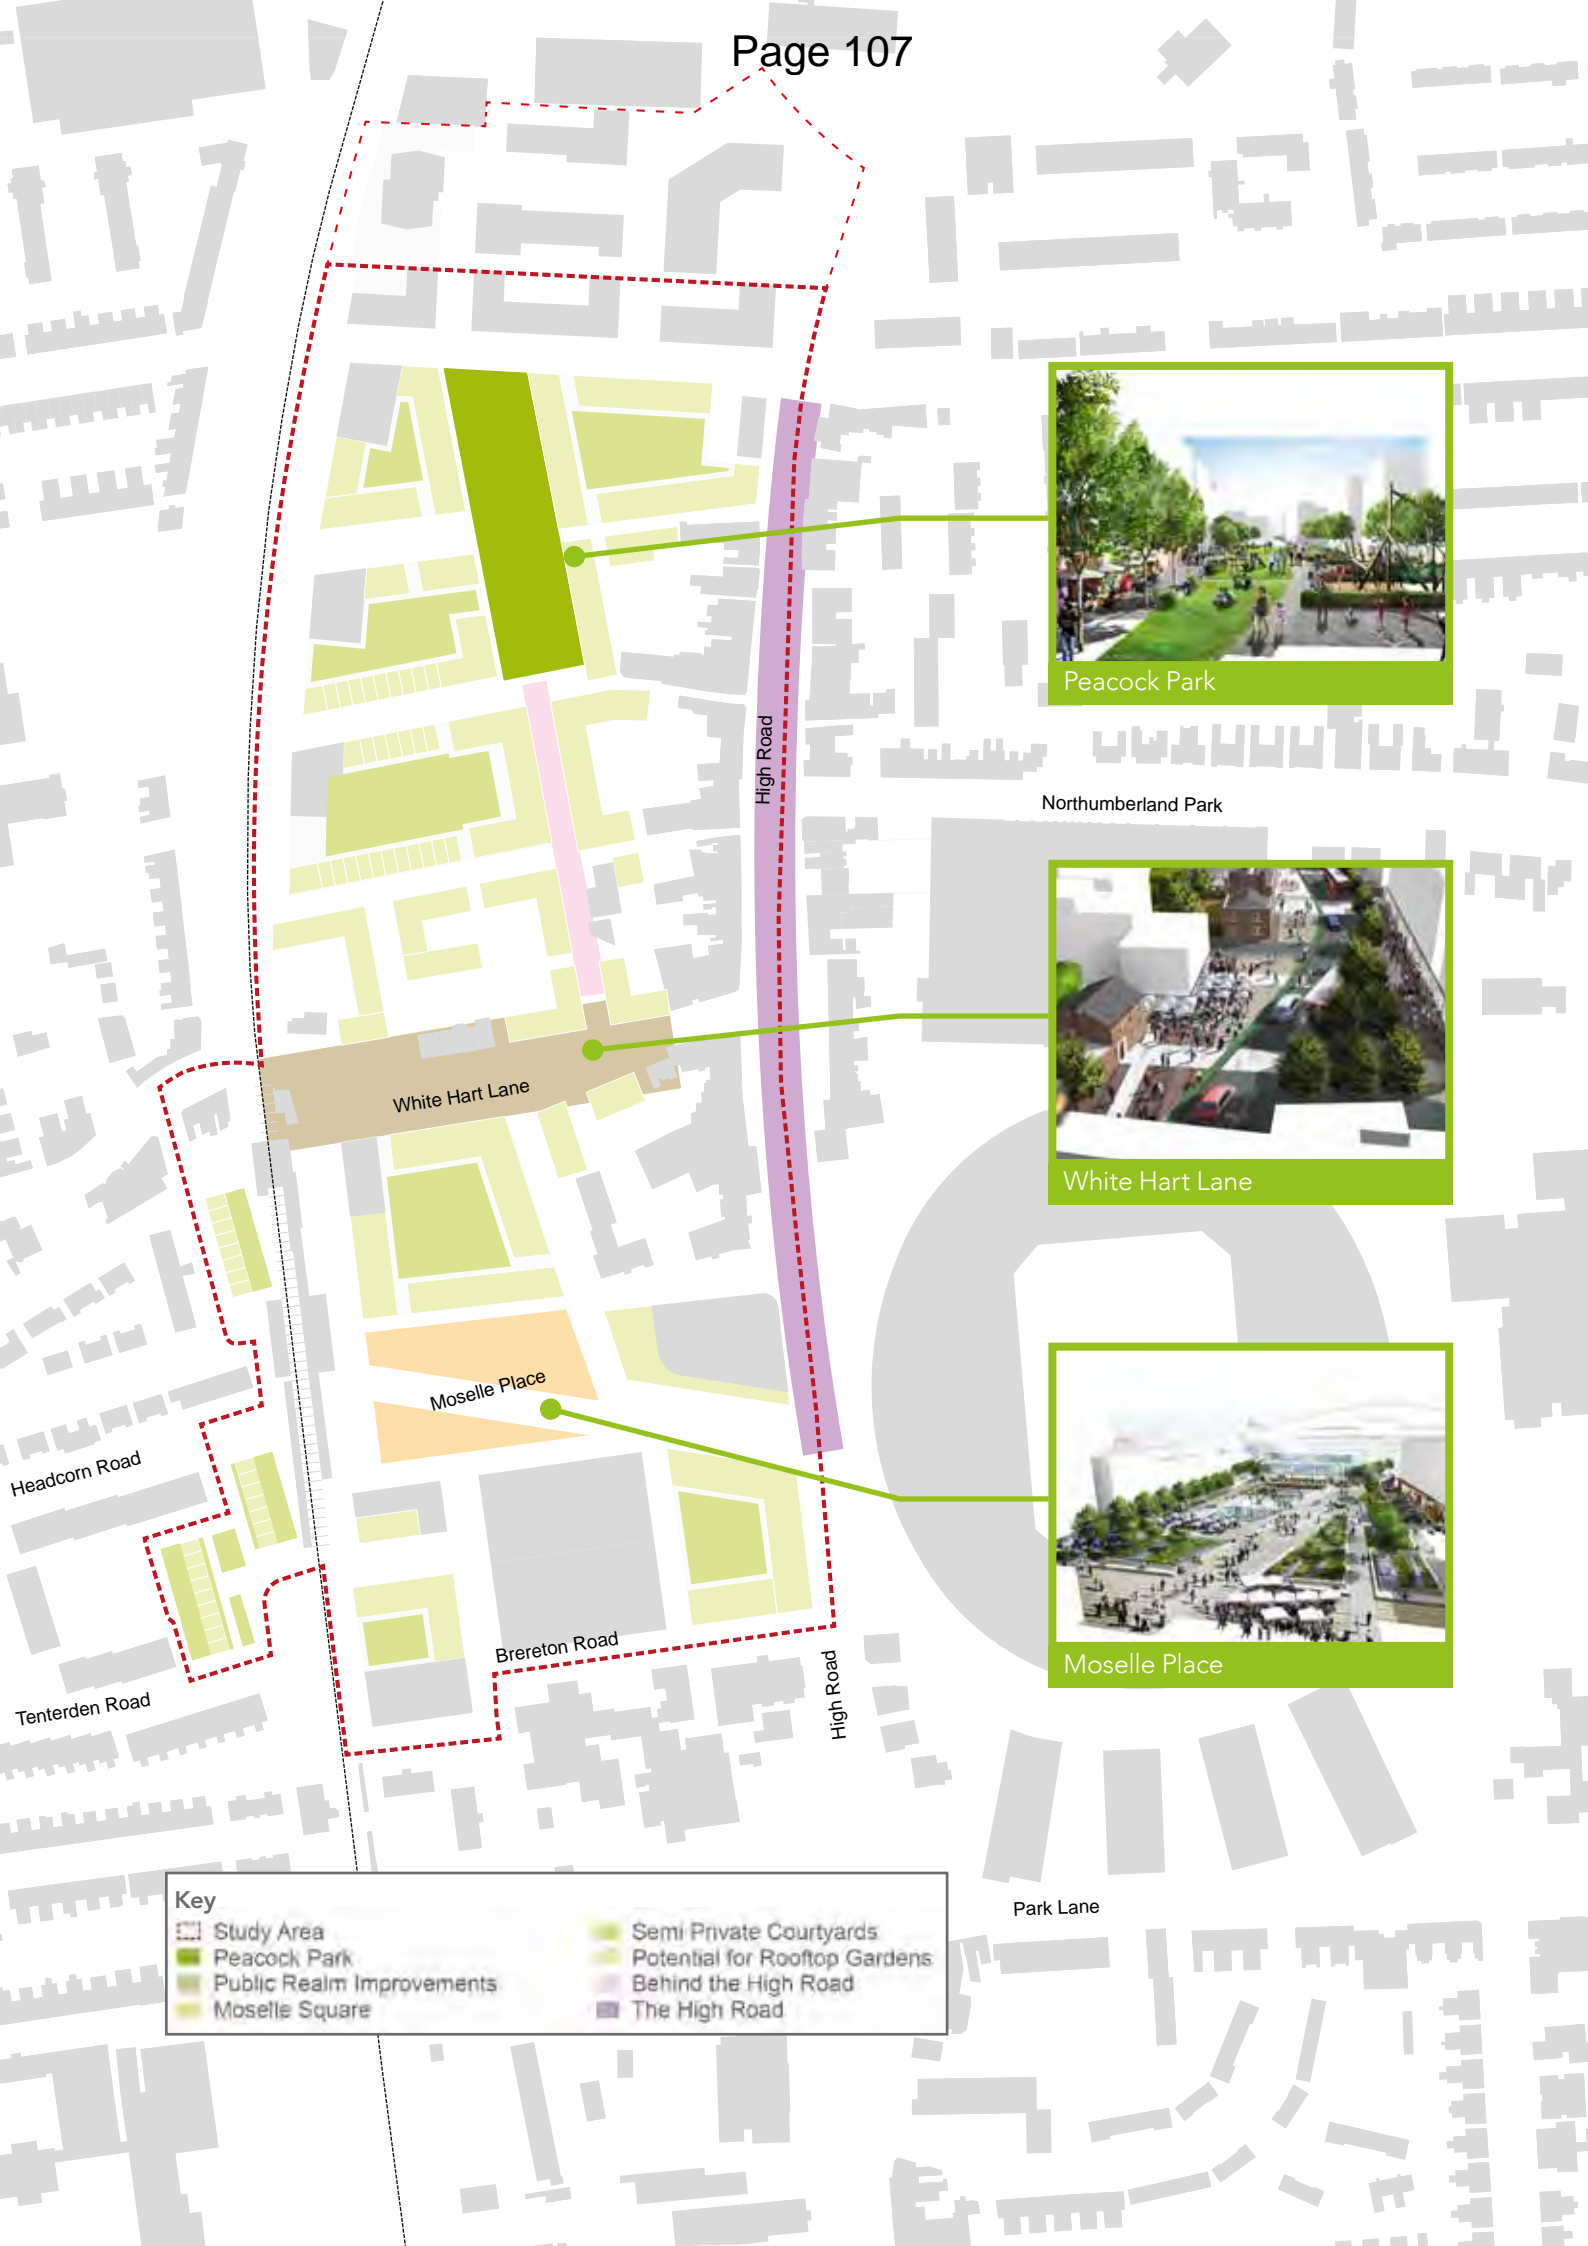 Page 107
Peacock Park
High Road
Northumberland Park
White Hart Lane
White Hart Lane
Moselle Place
Headcorn Road
Brereton Road
Moselle Place
Tenterden Road
High Road
Park Lane
Key
Study Area
Peacock Park
Public Realm Improvements
Moselle Square
Semi Private Courtyards
Potential for Rooftop Gardens
Behind the High Road
The High Road